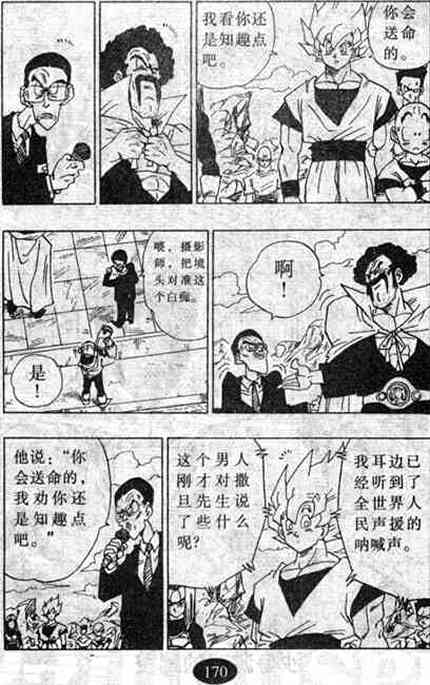 你会
送命
的。
我看你还
是知趣点
吧。
啊
！
喂，摄影
師，把境
头对准这
个白痴。
是
！
我耳边已
经听到了
全世界人
民声援的
呐喊声。
这个男人
刚才对撒
旦先生说
了些什么
呢？
他说：“你
会送命的，
我劝你还
是知趣点
吧。”
170